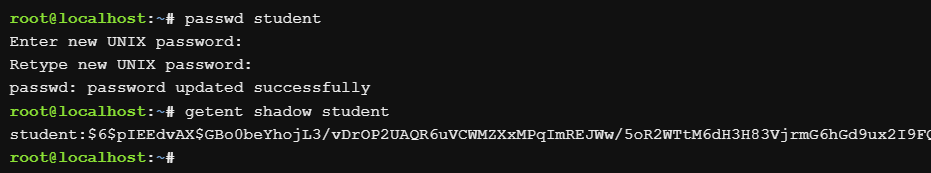 root@localhost:~# passwd student
Enter new UNIX password:
Retype new UNIX password:
passwd: password updated successfully
root@localhost:~# getent shadow student
student:$6$pIEEdvAX$GBo0beYhojL3/vDrOP2UAQR6uVCWMZXxMPqImREJWw/5oR2WTtM6dH3H83VjrmG6hGd9ux2I9F
root@localhost:~#